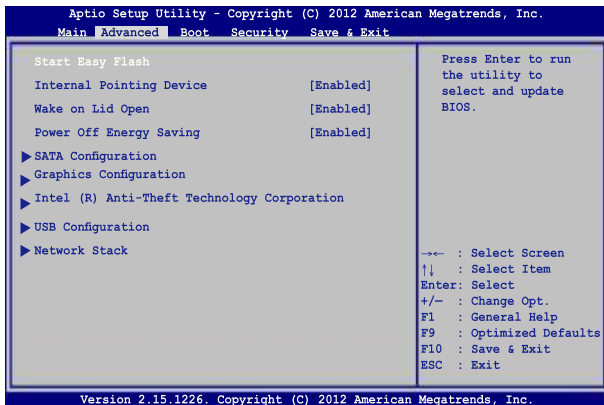 Aptio Setup Utility - Copyright (C) 2012 American Megatrends, Inc.
Main Advanced Boot Security Save & Exit
Start Easy Flash
Internal Pointing Device [Enabled]
Wake on Lid Open [Enabled]
Power Off Energy Saving [Enabled]
SATA Configuration
Graphics Configuration
Intel (R) Anti-Theft Technology Corporation
USB Configuration
Network Stack
Press Enter to run
the utility to
select and update
BIOS.
→← : Select Screen
↑↓ : Select Item
Enter: Select
+/— : Change Opt.
F1 : General Help
F9 : Optimized Defaults
F10 : Save & Exit
ESC : Exit
Version 2.15.1226. Copyright (C) 2012 American Megatrends, Inc.